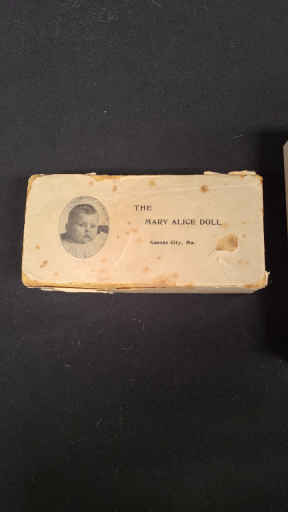 THE
MARY ALICE DOLL
Kansas City, Mo.